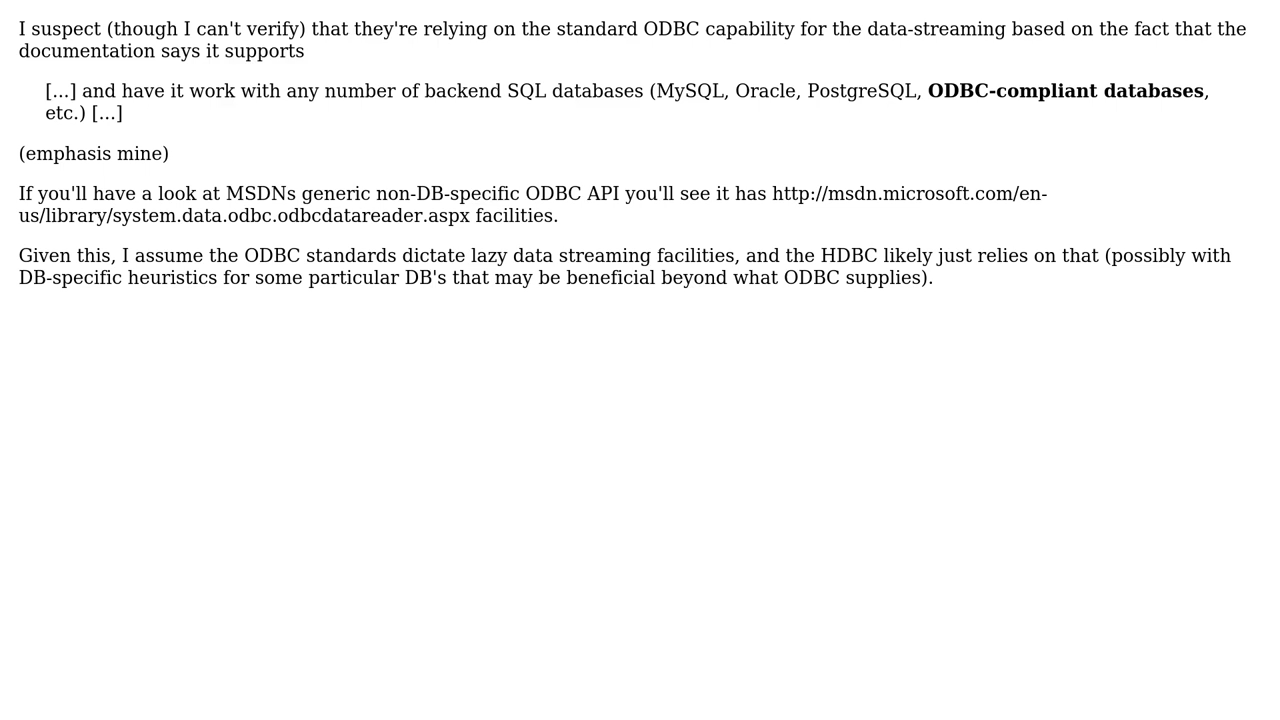 I suspect (though I can't verify) that they're relying on the standard ODBC capability for the data-streaming based on the fact that the
documentation says it supports
[...] and have it work with any number of backend SQL databases (MySQL, Oracle, PostgreSQL, ODBC-compliant databases,
etc.) [...]
(emphasis mine)
If you'll have a look at MSDNs generic non-DB-specific ODBC API you'll see it has http://msdn.microsoft.com/en-
us/library/system.data.odbc.odbcdatareader.aspx facilities.
Given this, I assume the ODBC standards dictate lazy data streaming facilities, and the HDBC likely just relies on that (possibly with
DB-specific heuristics for some particular DB's that may be beneficial beyond what ODBC supplies).